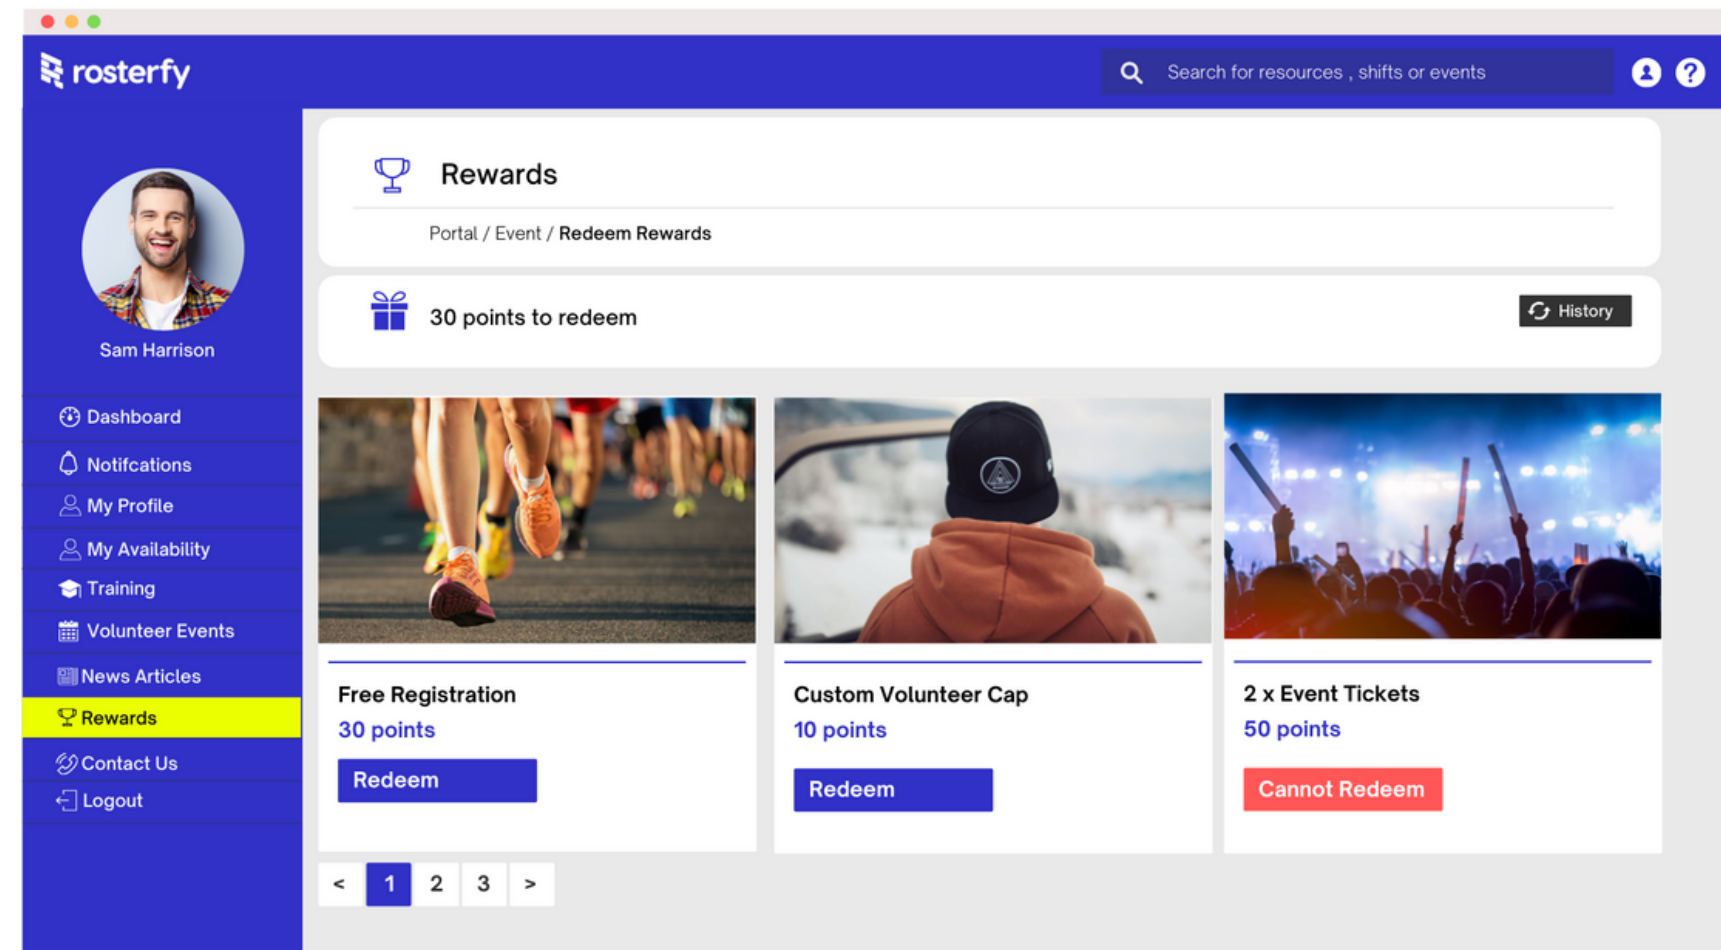 rosterfy
Search for resources , shifts or events
Sam Harrison
Dashboard
Notifcations
My Profile
My Availability
Training
Volunteer Events
News Articles
Rewards
Contact Us
Logout
Rewards
Portal / Event / Redeem Rewards
30 points to redeem
History
Free Registration
30 points
Redeem
Custom Volunteer Cap
10 points
Redeem
2 x Event Tickets
50 points
Cannot Redeem
< 1 2 3 >